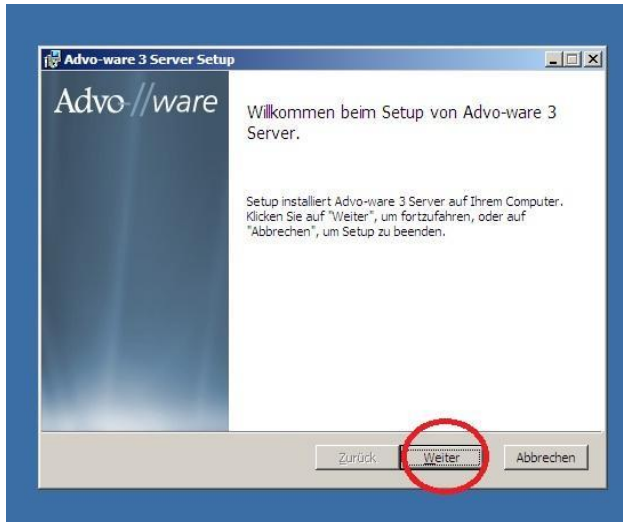 Advo-ware 3 Server Setup
Advo//ware
Willkommen beim Setup von Advo-ware 3
Server.
Setup installiert Advo-ware 3 Server auf Ihrem Computer.
Klicken Sie auf "Weiter", um fortzufahren, oder auf
"Abbrechen", um Setup zu beenden.
Zurück
Weiter
Abbrechen